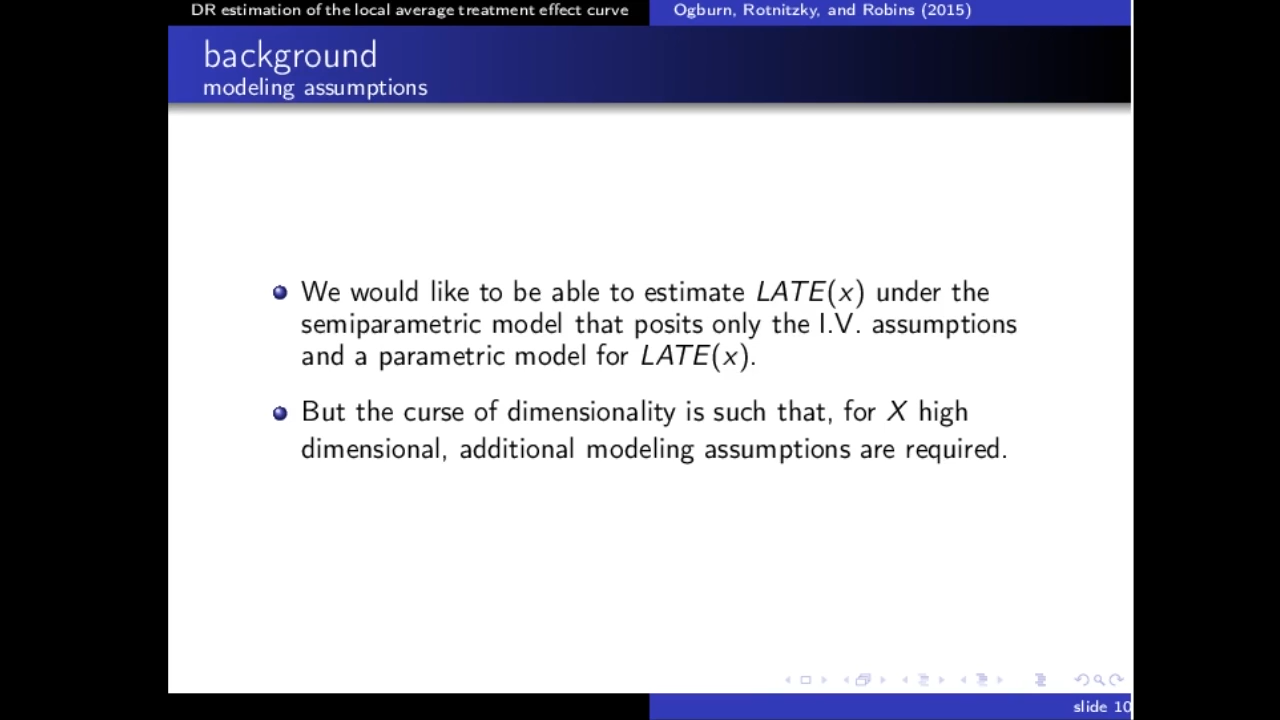 DR estimation of the local average treatment effect curve
Ogburn, Rotnitzky, and Robins (2015)
background
modeling assumptions
We would like to be able to estimate LATE(x) under the
semiparametric model that posits only the I.V. assumptions
and a parametric model for LATE(x).
But the curse of dimensionality is such that, for X high
dimensional, additional modeling assumptions are required.
slide 10